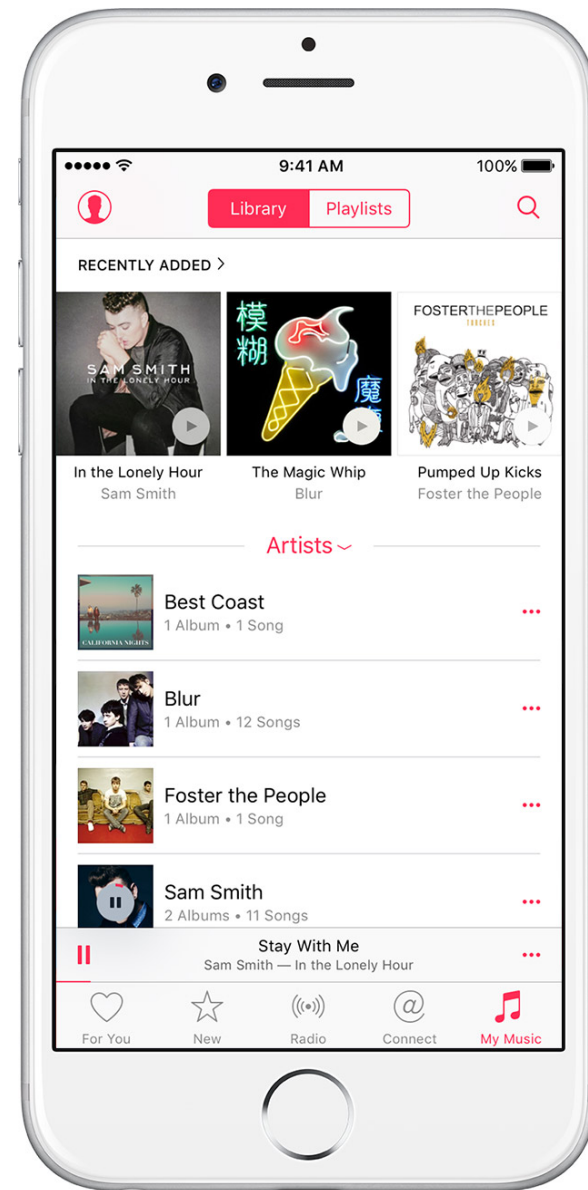 9:41 AM
100%
Library
Playlists
RECENTLY ADDED >
SAM SMITH
IN THE LONELY HOUR
模糊
魔
FOSTERTHEPEOPLE
TORCHES
In the Lonely Hour
Sam Smith
The Magic Whip
Blur
Pumped Up Kicks
Foster the People
Artists
CALIFORNIA NIGHTS
Best Coast
1 Album • 1 Song
Blur
1 Album • 12 Songs
Foster the People
1 Album • 1 Song
Sam Smith
2 Albums • 11 Songs
Stay With Me
Sam Smith — In the Lonely Hour
For You
New
Radio
@
Connect
My Music